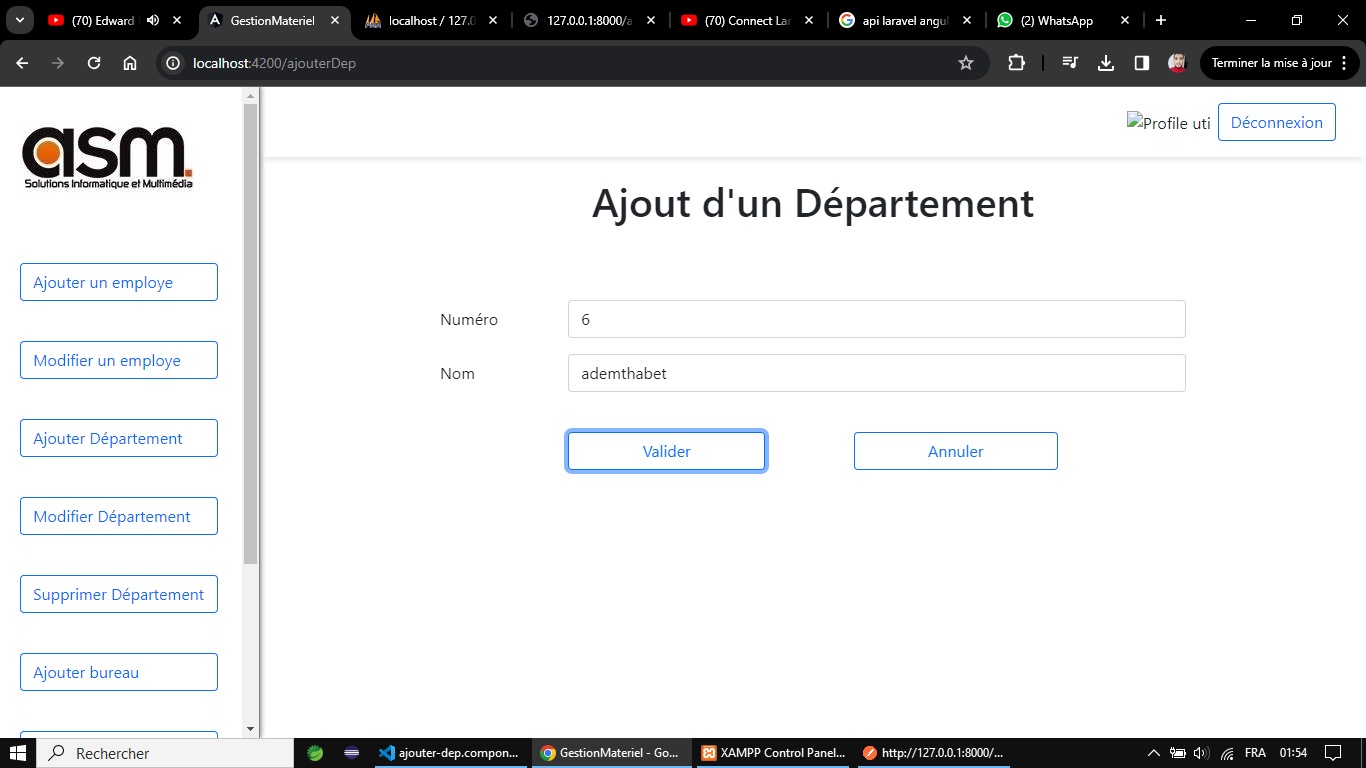 (70) Edward
GestionMateriel
localhost / 127.0
127.0.0.1:8000/a
(70) Connect Lar
api laravel angul
(2) WhatsApp
localhost:4200/ajouterDep
Terminer la mise à jour
asm.
Solutions Informatique et Multimédia
Profile uti
Déconnexion
Ajout d'un Département
Ajouter un employe
Modifier un employe
Ajouter Département
Modifier Département
Supprimer Département
Ajouter bureau
Numéro
6
Nom
ademthabet
Valider
Annuler
Rechercher
ajouter-dep.compon...
GestionMateriel - Go...
XAMPP Control Panel...
http://127.0.0.1:8000/...
FRA
01:54